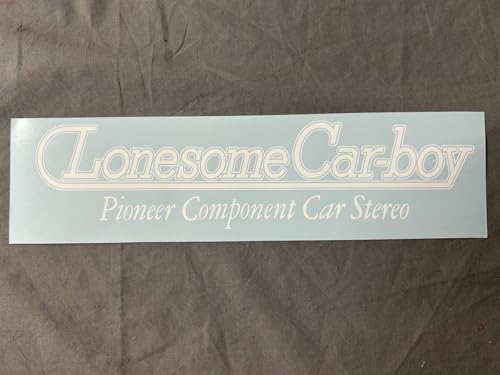 Lonesome Car-boy
Pioneer Component Car Stereo